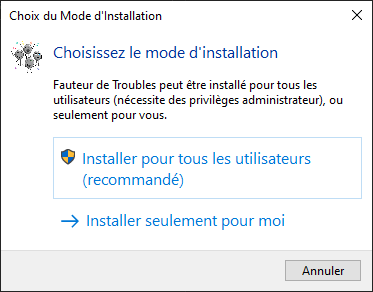 Choix du Mode d'Installation
Choisissez le mode d'installation
Fauteur de Troubles peut être installé pour tous les
utilisateurs (nécessite des privilèges administrateur), ou
seulement pour vous.
Installer pour tous les utilisateurs
(recommandé)
Installer seulement pour moi
Annuler